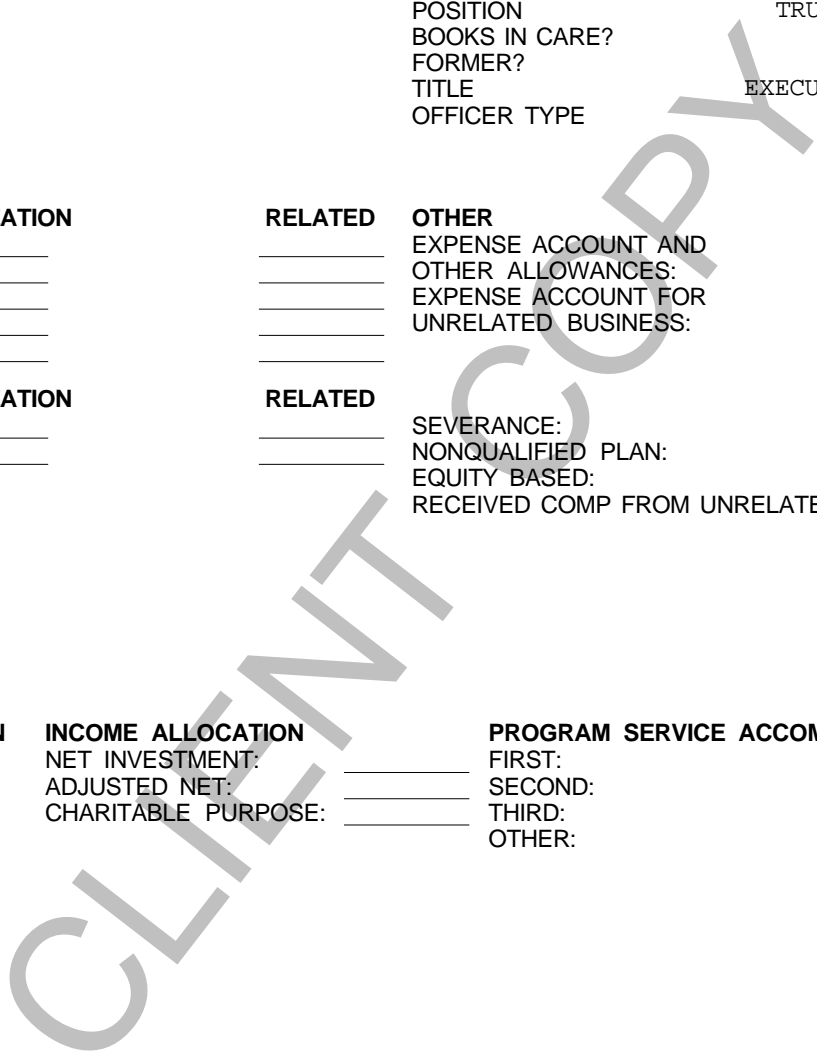 POSITION TRU
BOOKS IN CARE?
FORMER?
TITLE EXECU
OFFICER TYPE
ATION RELATED OTHER
EXPENSE ACCOUNT AND
OTHER ALLOWANCES:
EXPENSE ACCOUNT FOR
UNRELATED BUSINESS:
ATION RELATED
SEVERANCE:
NONQUALIFIED PLAN:
EQUITY BASED:
RECEIVED COMP FROM UNRELATE
N INCOME ALLOCATION PROGRAM SERVICE ACCOM
NET INVESTMENT: FIRST:
ADJUSTED NET: SECOND:
CHARITABLE PURPOSE: THIRD:
OTHER:
CLIENT COPY